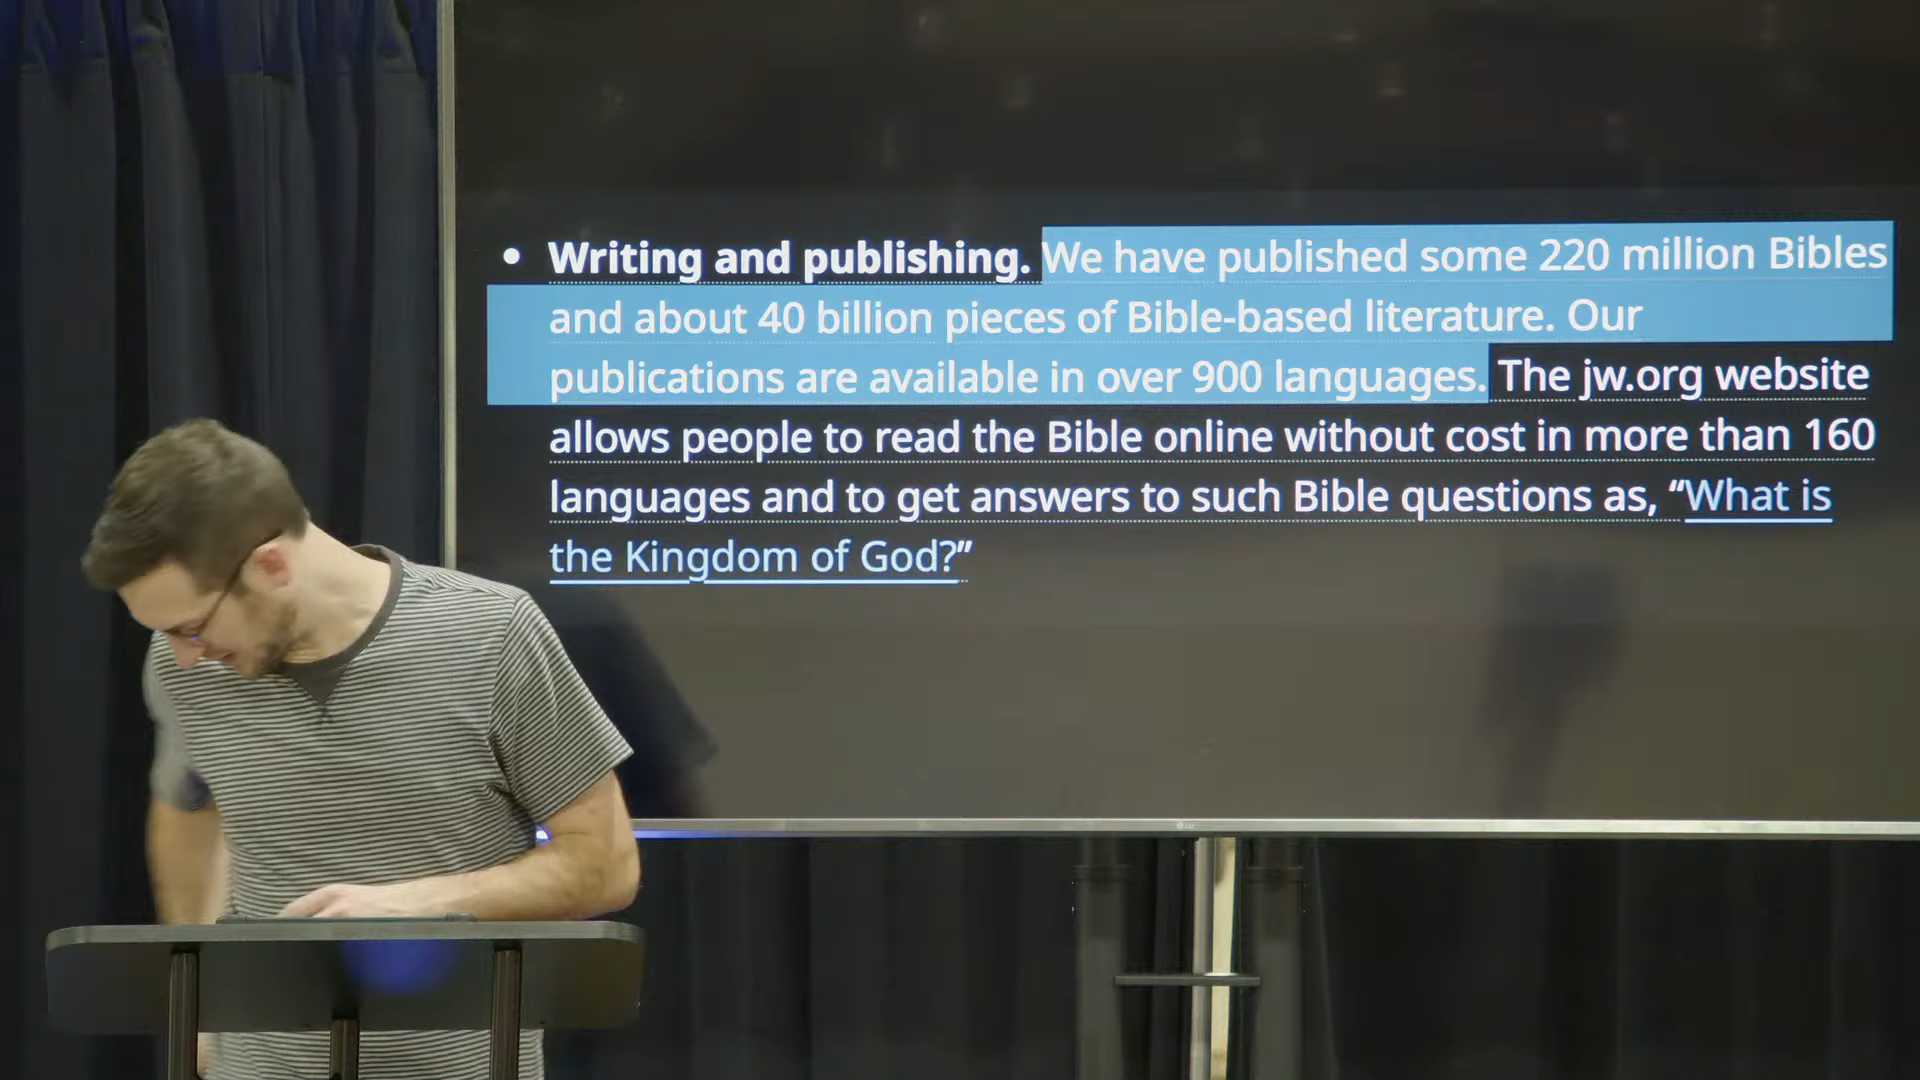 • Writing and publishing. We have published some 220 million Bibles
and about 40 billion pieces of Bible-based literature. Our
publications are available in over 900 languages. The jw.org website
allows people to read the Bible online without cost in more than 160
languages and to get answers to such Bible questions as, “What is
the Kingdom of God?”